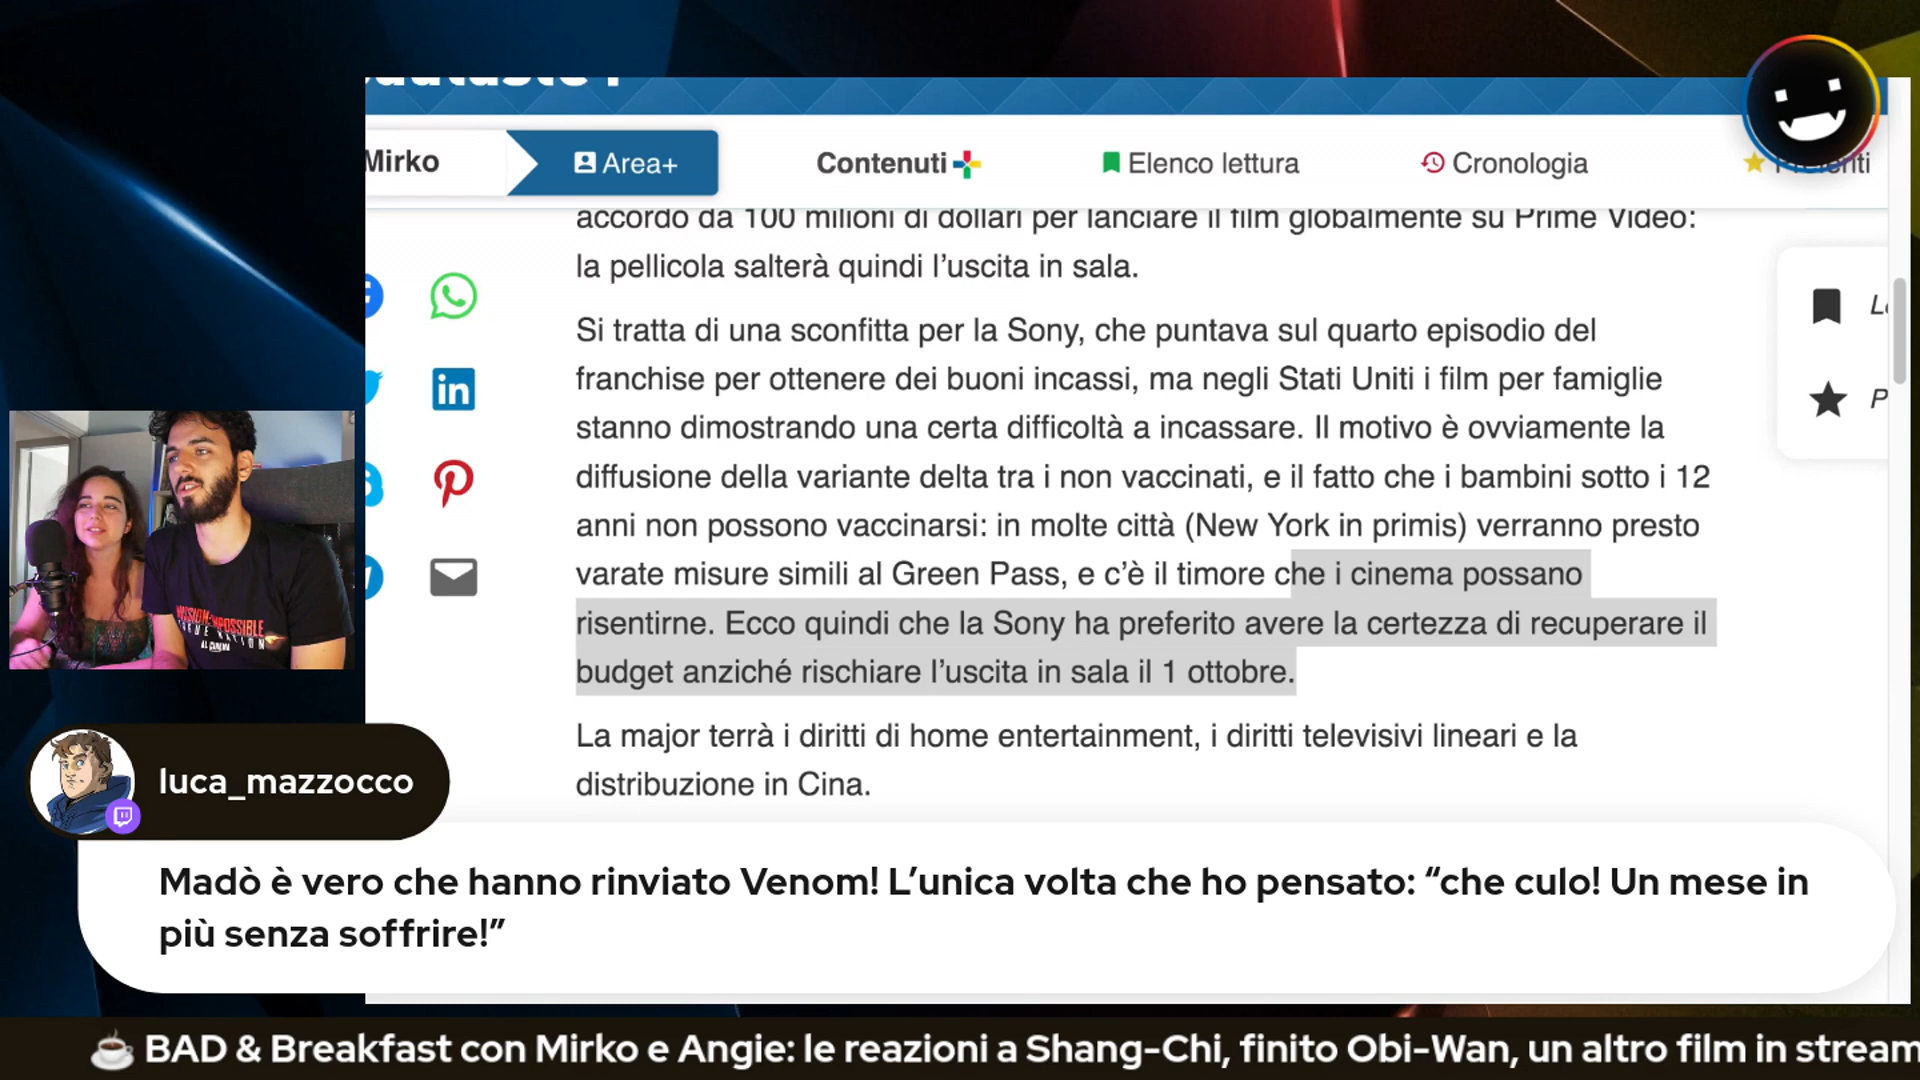 Mirko
Area+
Contenuti
Elenco lettura
Cronologia
accordo da 100 milioni di dollari per lanciare il film globalmente su Prime Video:
la pellicola salterà quindi l’uscita in sala.
Si tratta di una sconfitta per la Sony, che puntava sul quarto episodio del
franchise per ottenere dei buoni incassi, ma negli Stati Uniti i film per famiglie
stanno dimostrando una certa difficoltà a incassare. Il motivo è ovviamente la
diffusione della variante delta tra i non vaccinati, e il fatto che i bambini sotto i 12
anni non possono vaccinarsi: in molte città (New York in primis) verranno presto
varate misure simili al Green Pass, e c’è il timore che i cinema possano
risentirne. Ecco quindi che la Sony ha preferito avere la certezza di recuperare il
budget anziché rischiare l’uscita in sala il 1 ottobre.
La major terrà i diritti di home entertainment, i diritti televisivi lineari e la
distribuzione in Cina.
in
MISSION:IMPOSSIBLE
ROGUE NATION
AL CINEMA
luca_mazzocco
Madò è vero che hanno rinviato Venom! L’unica volta che ho pensato: “che culo! Un mese in
più senza soffrire!”
BAD & Breakfast con Mirko e Angie: le reazioni a Shang-Chi, finito Obi-Wan, un altro film in stream